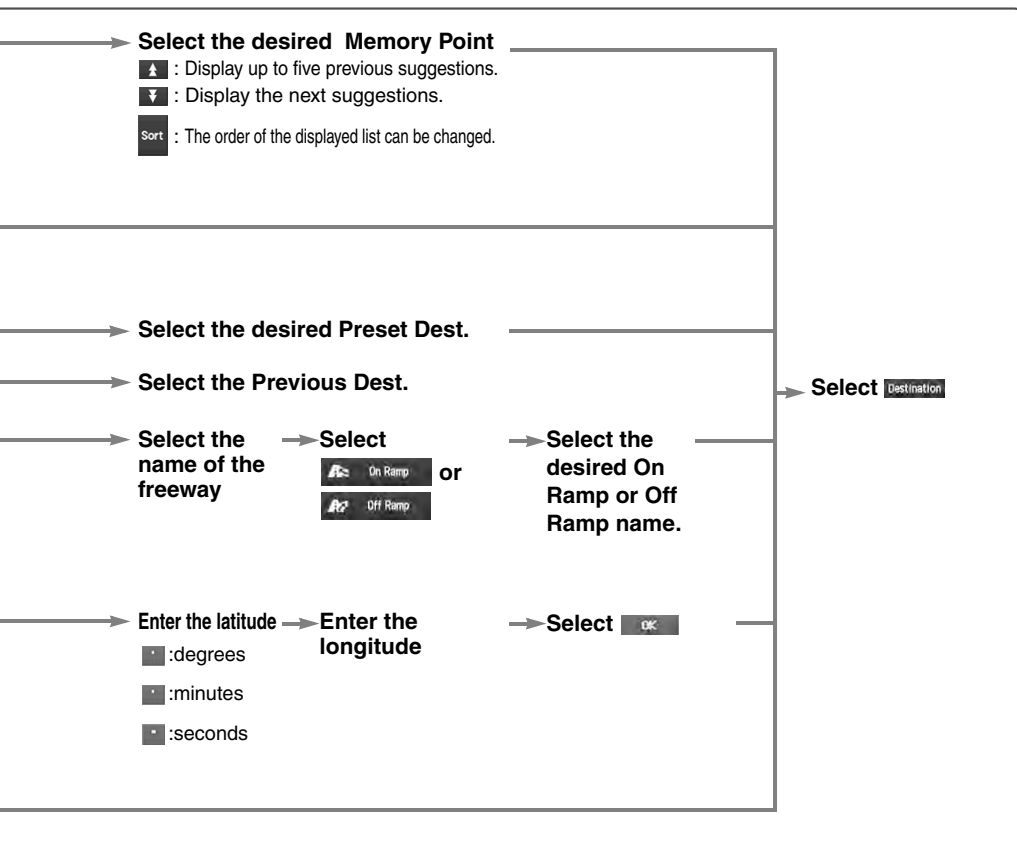 Select the desired Memory Point
: Display up to five previous suggestions.
: Display the next suggestions.
Sort : The order of the displayed list can be changed.
Select the desired Preset Dest.
Select the Previous Dest.
Select Destination
Select the
name of the
freeway
Select
On Ramp or
Off Ramp
Select the
desired On
Ramp or Off
Ramp name.
Enter the latitude
° :degrees
' :minutes
" :seconds
Enter the
longitude
Select OK